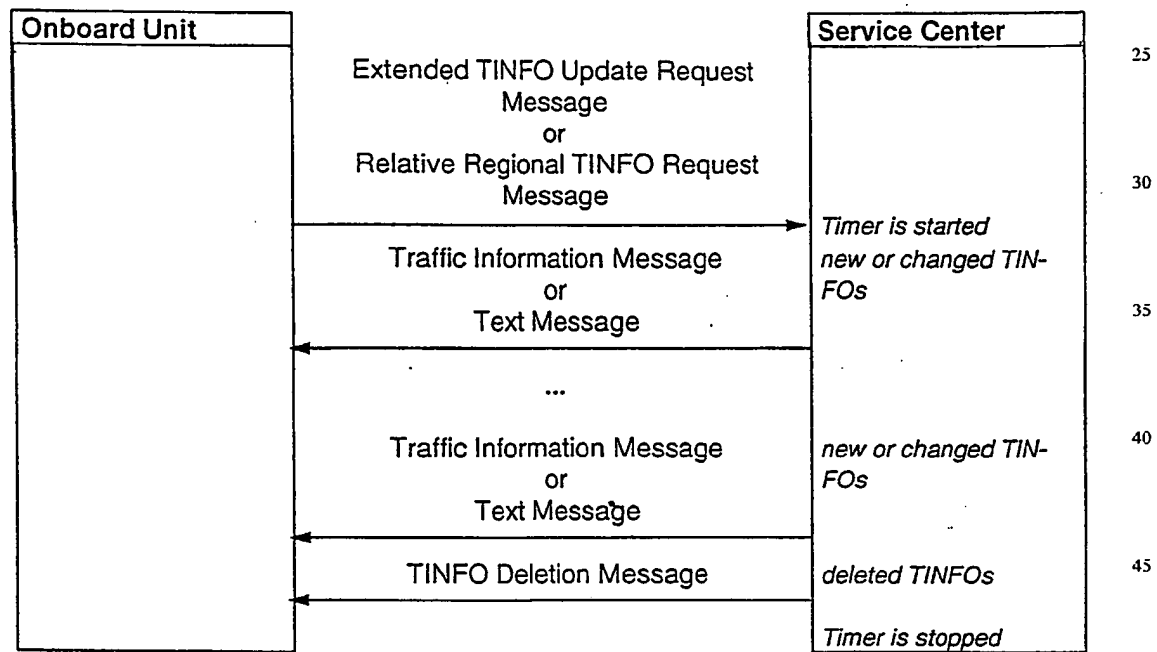 Onboard Unit
Service Center
25
Extended TINFO Update Request
Message
or
Relative Regional TINFO Request
Message
30
Timer is started
Traffic Information Message
new or changed TIN-
or
FOs
35
Text Message
...
40
Traffic Information Message
new or changed TIN-
or
FOs
Text Message
45
TINFO Deletion Message
deleted TINFOs
Timer is stopped